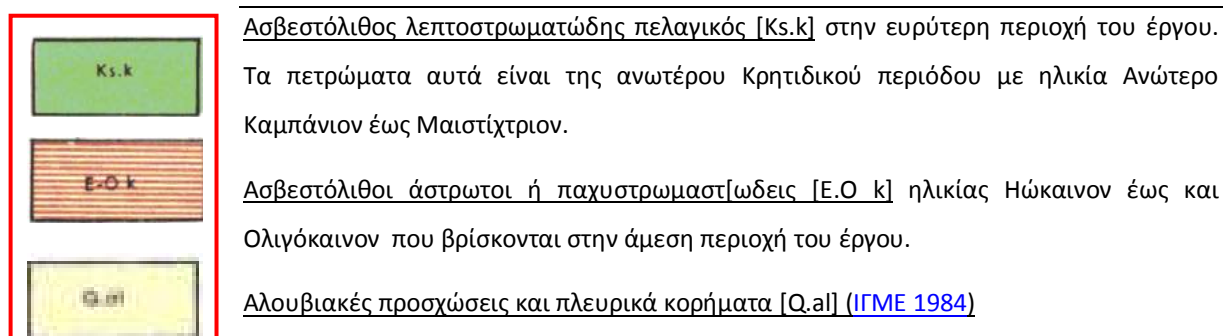 Ks.k
Ασβεστόλιθος λεπτοστρωματώδης πελαγικός [Ks.k] στην ευρύτερη περιοχή του έργου.
Τα πετρώματα αυτά είναι της ανωτέρου Κρητιδικού περιόδου με ηλικία Ανώτερο
Καμπάνιον έως Μαιστίχτριον.
E-O k
Ασβεστόλιθοι άστρωτοι ή παχυστρωμαστ[ωδεις [E.O k] ηλικίας Ηώκαινον έως και
Ολιγόκαινον που βρίσκονται στην άμεση περιοχή του έργου.
Q.al
Αλουβιακές προσχώσεις και πλευρικά κορήματα [Q.al] (ΙΓΜΕ 1984)